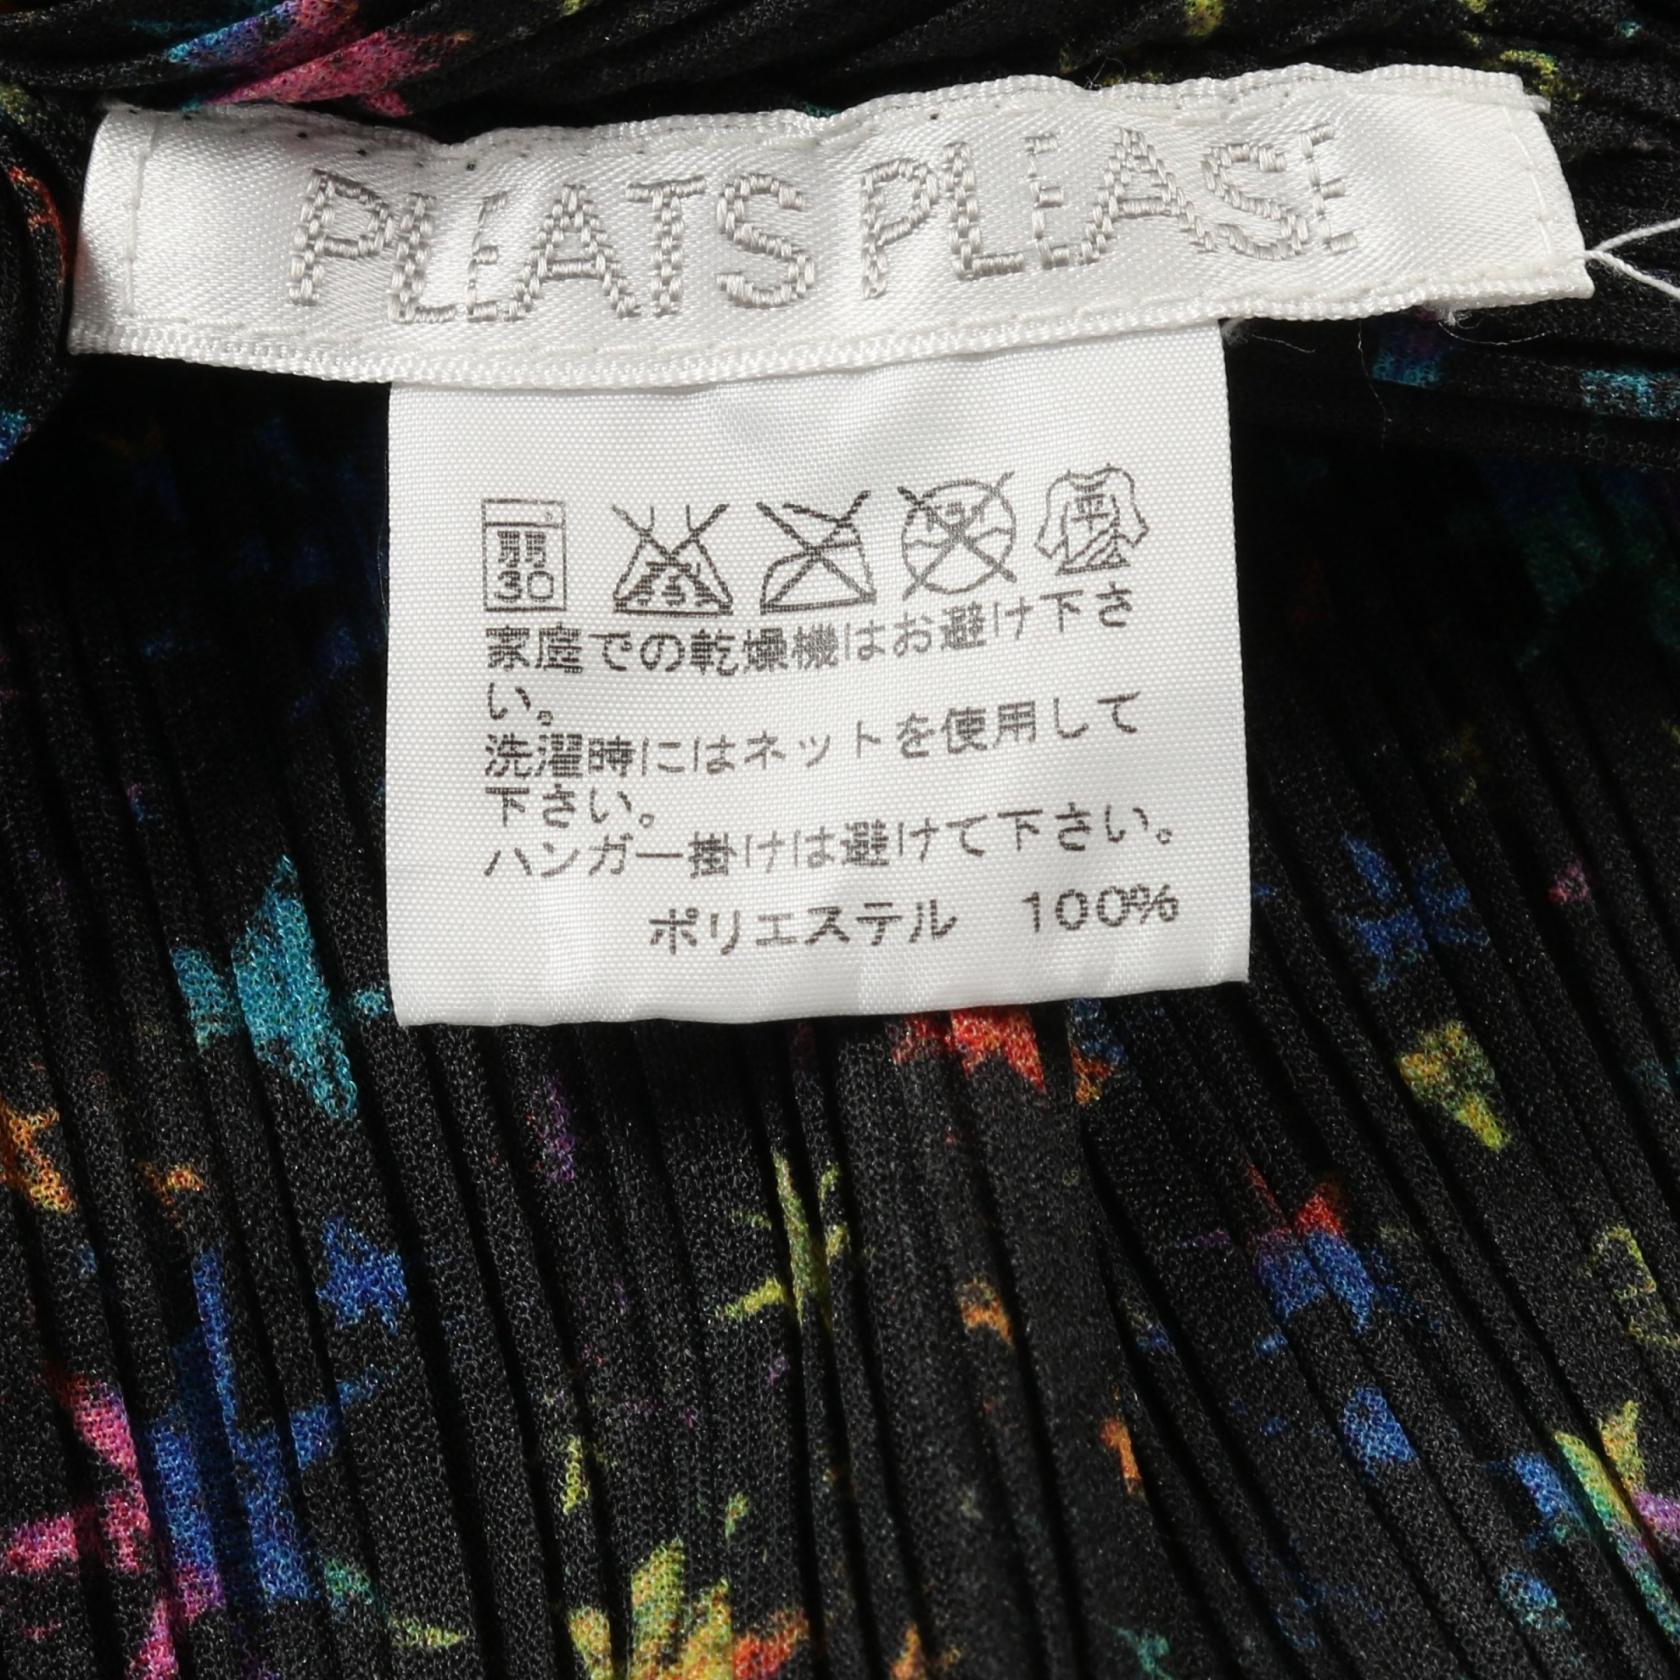 PLEATS PLEASE
弱
30
平
家庭での乾燥機はお避け下さ
い。
洗濯時にはネットを使用して
下さい。
ハンガー掛けは避けて下さい。
ポリエステル 100%